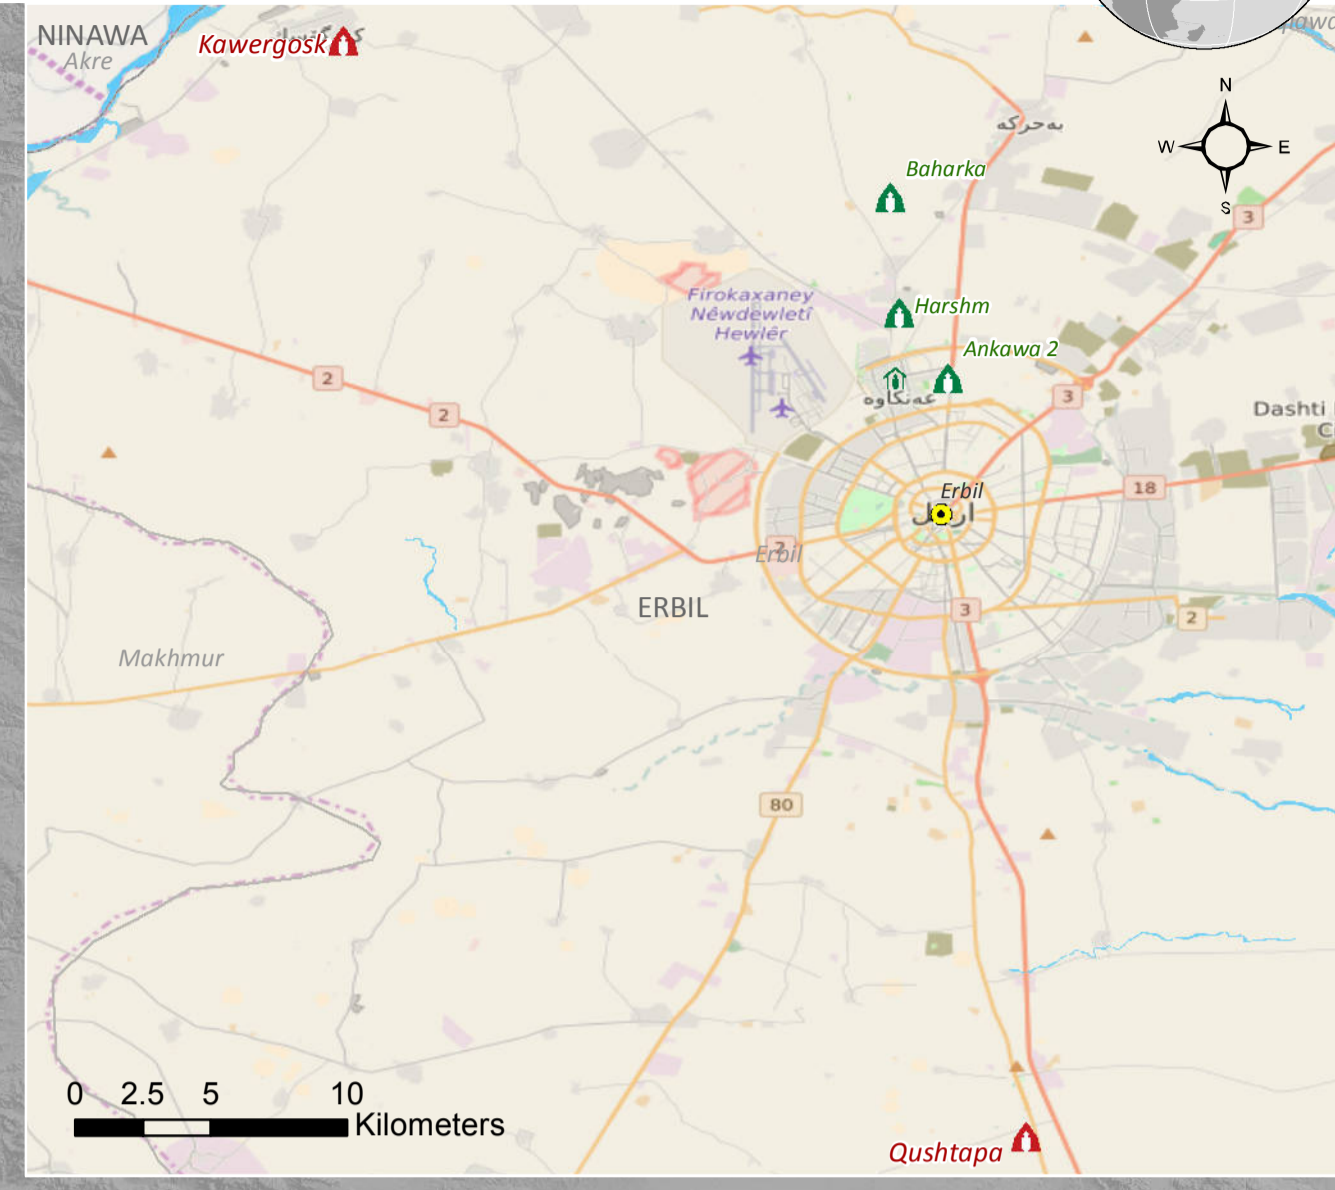 NINAWA
Akre
Kawergosk
N
W
E
S
بەحرکە
Baharka
3
Firokaxaney
Nêwdewletî
Hewlêr
Harshm
Ankawa 2
عەنکاوە
2
2
3
Dashti
18
Erbil
2
Erbil
ERBIL
3
2
Makhmur
80
0 2.5 5 10
Kilometers
Qushtapa